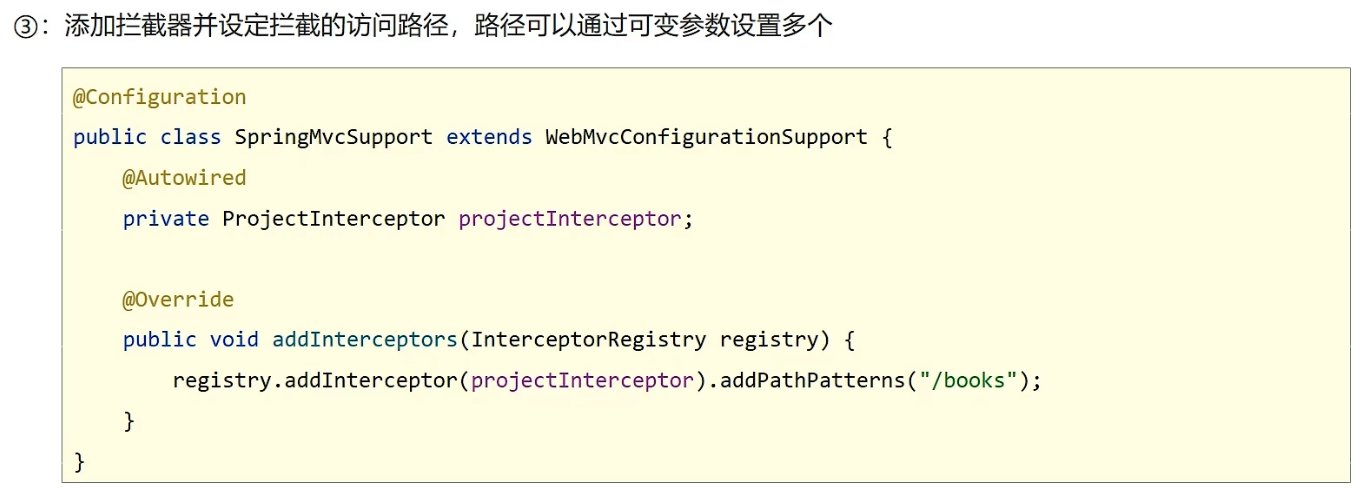 ③：添加拦截器并设定拦截的访问路径，路径可以通过可变参数设置多个
@Configuration
public class SpringMvcSupport extends WebMvcConfigurationSupport {
    @Autowired
    private ProjectInterceptor projectInterceptor;
    @Override
    public void addInterceptors(InterceptorRegistry registry) {
        registry.addInterceptor(projectInterceptor).addPathPatterns("/books");
    }
}